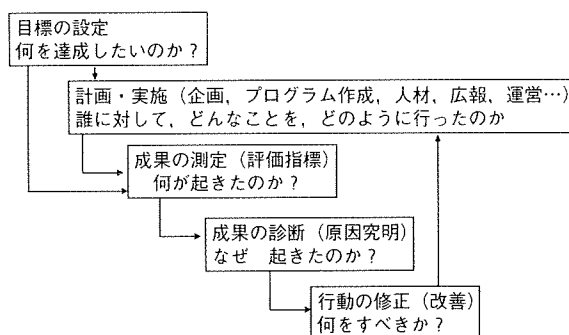 目標の設定
何を達成したいのか？
計画・実施（企画，プログラム作成，人材，広報，運営…）
誰に対して，どんなことを，どのように行ったのか
成果の測定（評価指標）
何が起きたのか？
成果の診断（原因究明）
なぜ　起きたのか？
行動の修正（改善）
何をすべきか？